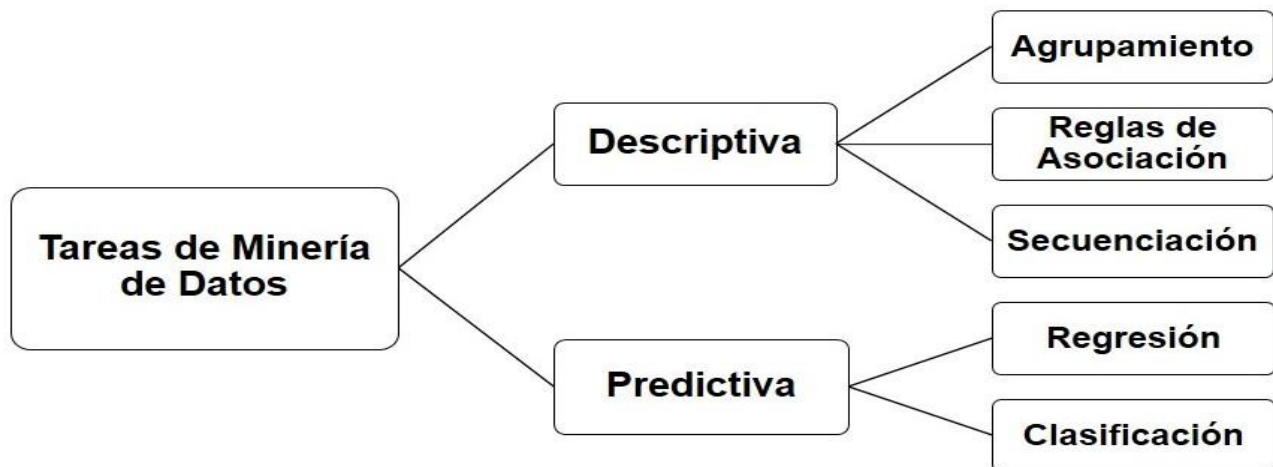 Tareas de Minería
de Datos
Descriptiva
Predictiva
Agrupamiento
Reglas de
Asociación
Secuenciación
Regresión
Clasificación